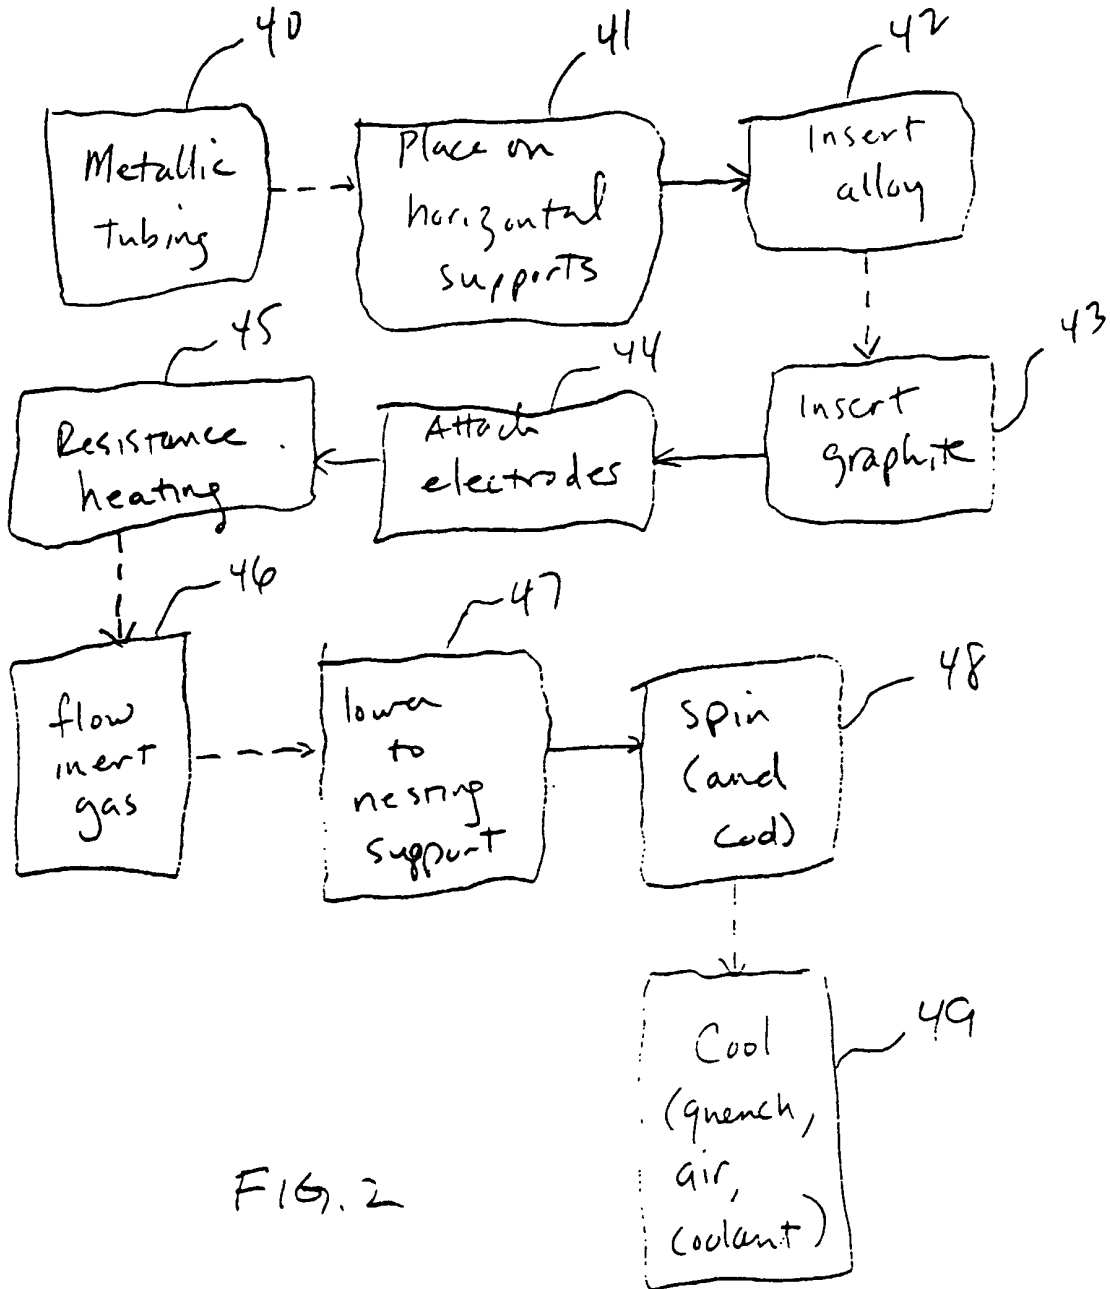 40
41
42
Metallic
tubing
Place on
horizontal
supports
Insert
alloy
45
44
43
Resistance
heating
Attach
electrodes
Insert
graphite
46
47
48
flow
inert
gas
lower
to
nesting
support
Spin
(and
cool)
49
Cool
(quench,
air,
coolant)
FIG. 2